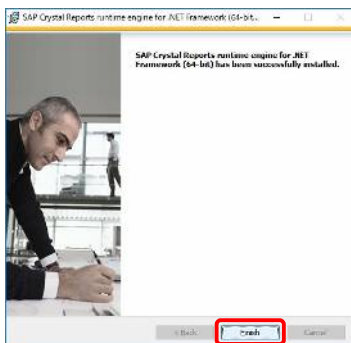 SAP Crystal Reports runtime engine for .NET Framework (64-bit...
SAP Crystal Reports runtime engine for .NET
Framework (64-bit) has been successfully installed.
< Back
Finish
Cancel